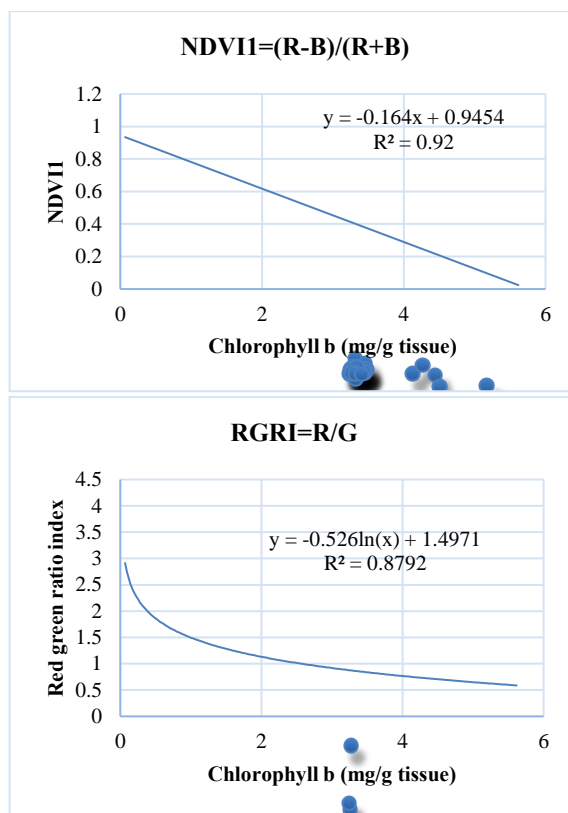 NDVI1=(R-B)/(R+B)
1.2
1
0.8
0.6
0.4
0.2
0
NDVI1
y = -0.164x + 0.9454
R² = 0.92
0 2 4 6
Chlorophyll b (mg/g tissue)
RGRI=R/G
4.5
4
3.5
3
2.5
2
1.5
1
0.5
0
Red green ratio index
y = -0.526ln(x) + 1.4971
R² = 0.8792
0 2 4 6
Chlorophyll b (mg/g tissue)